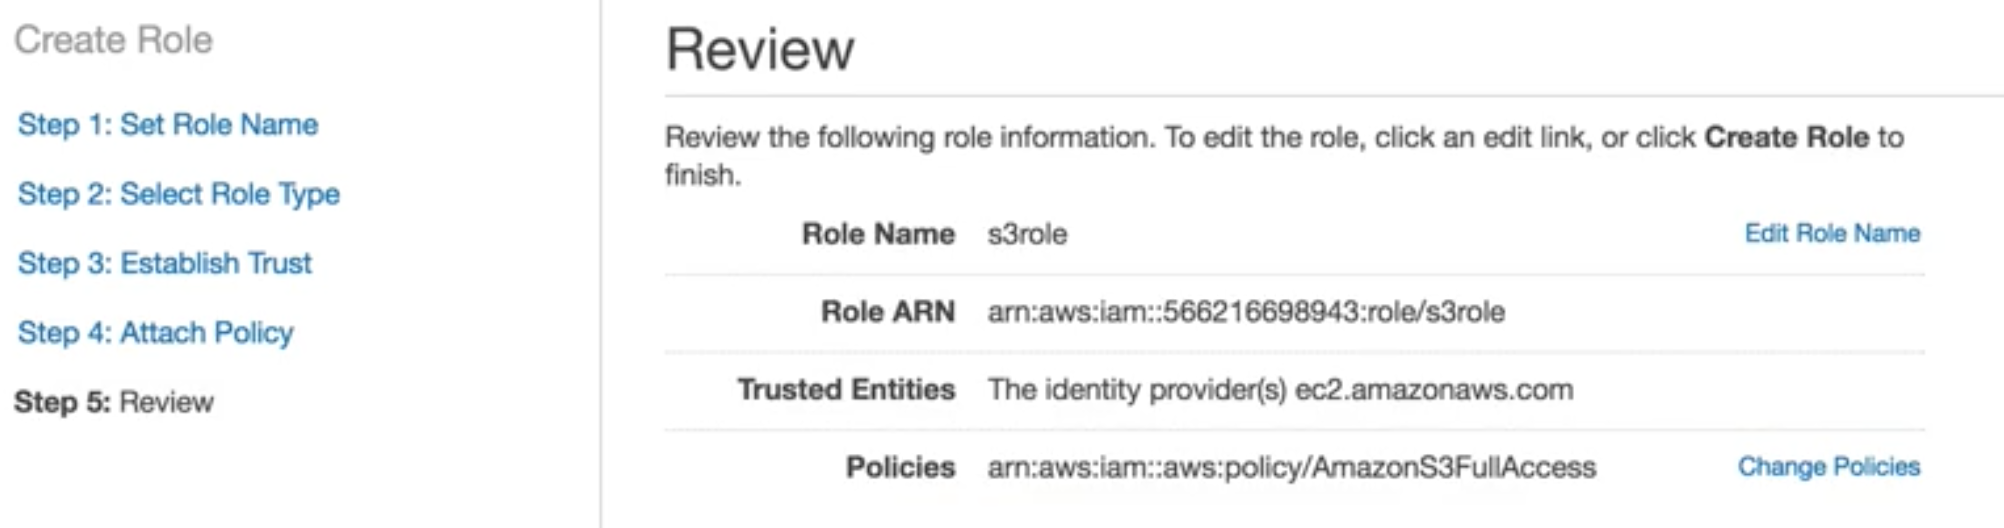 Create Role
Step 1: Set Role Name
Step 2: Select Role Type
Step 3: Establish Trust
Step 4: Attach Policy
Step 5: Review
Review
Review the following role information. To edit the role, click an edit link, or click Create Role to
finish.
Role Name s3role Edit Role Name
Role ARN arn:aws:iam::566216698943:role/s3role
Trusted Entities The identity provider(s) ec2.amazonaws.com
Policies arn:aws:iam::aws:policy/AmazonS3FullAccess Change Policies